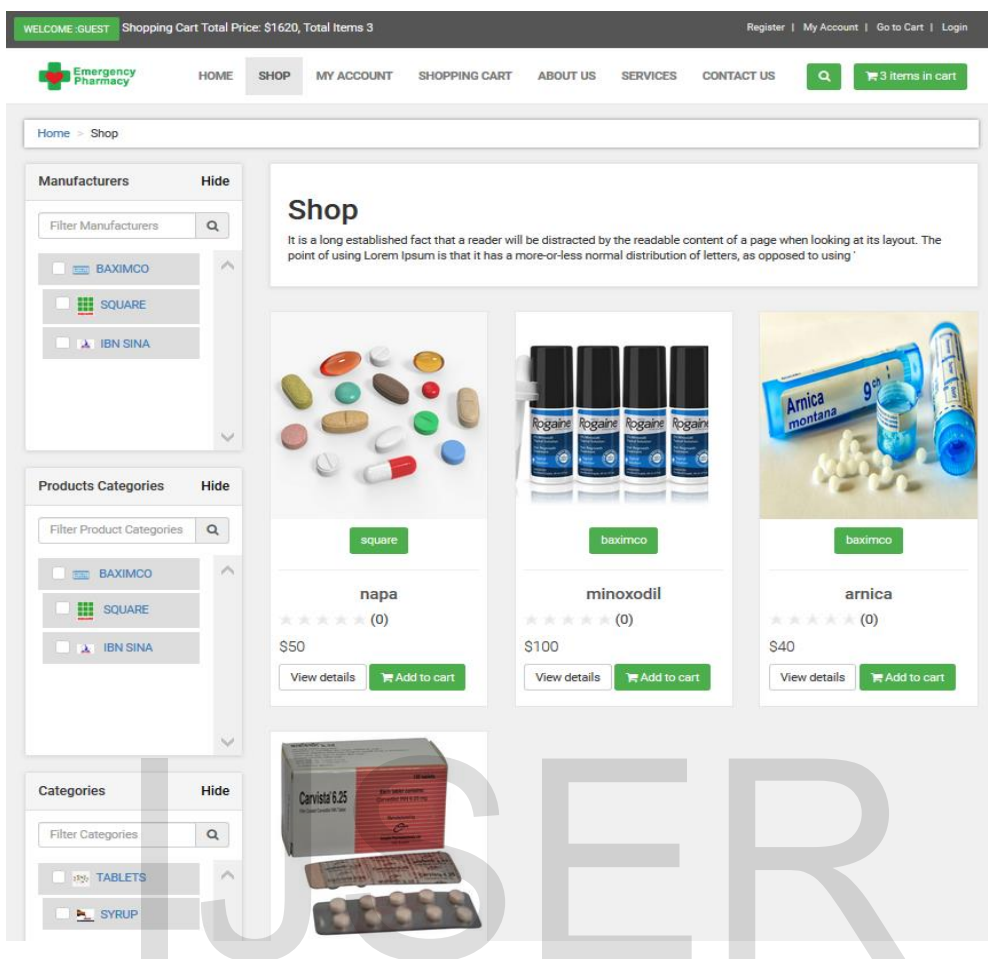 WELCOME :GUEST Shopping Cart Total Price: $1620, Total Items 3
Register | My Account | Go to Cart | Login
Emergency
Pharmacy
HOME SHOP MY ACCOUNT SHOPPING CART ABOUT US SERVICES CONTACT US
3 items in cart
Home > Shop
Manufacturers Hide
Filter Manufacturers
BAXIMCO
SQUARE
IBN SINA
Products Categories Hide
Filter Product Categories
BAXIMCO
SQUARE
IBN SINA
Categories Hide
Filter Categories
TABLETS
SYRUP
Shop
It is a long established fact that a reader will be distracted by the readable content of a page when looking at its layout. The
point of using Lorem Ipsum is that it has a more-or-less normal distribution of letters, as opposed to using '
square
napa
(0)
$50
View details Add to cart
Rogaine Rogaine Rogaine Rogaine
baximco
minoxodil
(0)
$100
View details Add to cart
Arnica 9 ch
montana
baximco
arnica
(0)
$40
View details Add to cart
Carvista 6.25
IJSER